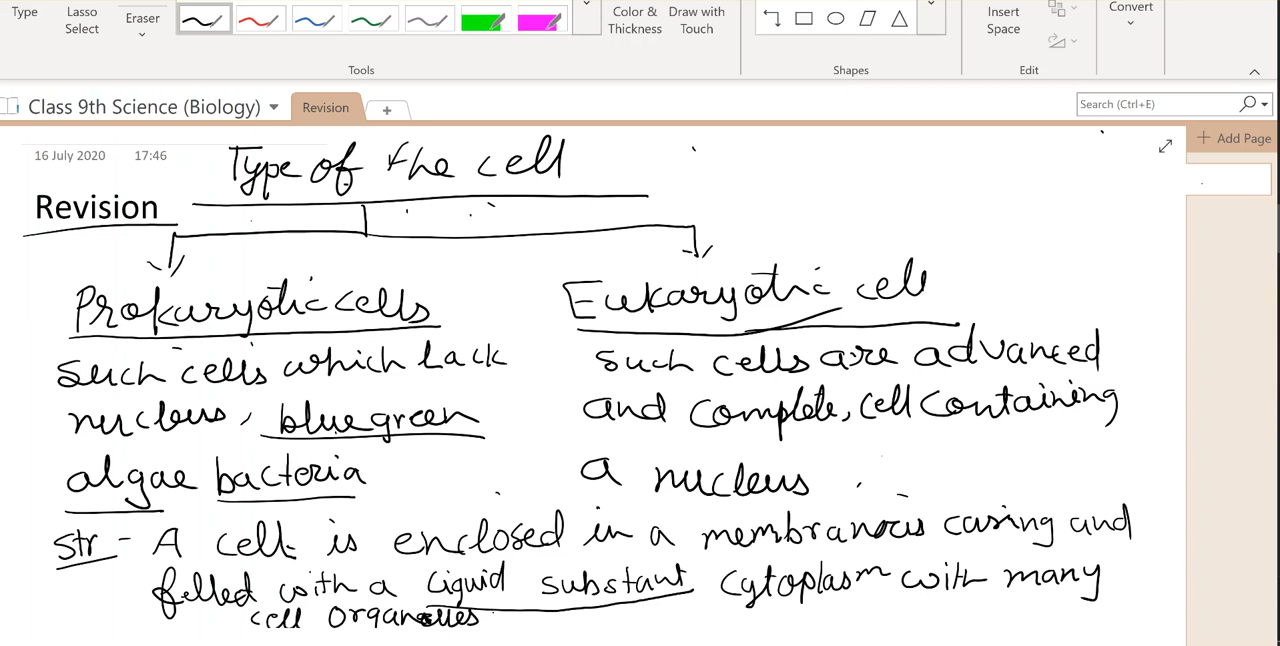 Type
Lasso Select
Eraser
Color & Thickness
Draw with Touch
Insert Space
Convert
Tools
Shapes
Edit
Class 9th Science (Biology)
Revision
+
Search (Ctrl+E)
+ Add Page
16 July 2020 17:46
Type of the cell
Revision
Prokaryotic cells
Eukaryotic cell
such cells which lack
nucleus, blue green
algae bacteria
such cells are advanced
and complete, cell containing
a nucleus.
Str - A cell is enclosed in a membranous casing and
filled with a liquid substant cytoplasm with many
cell organelles